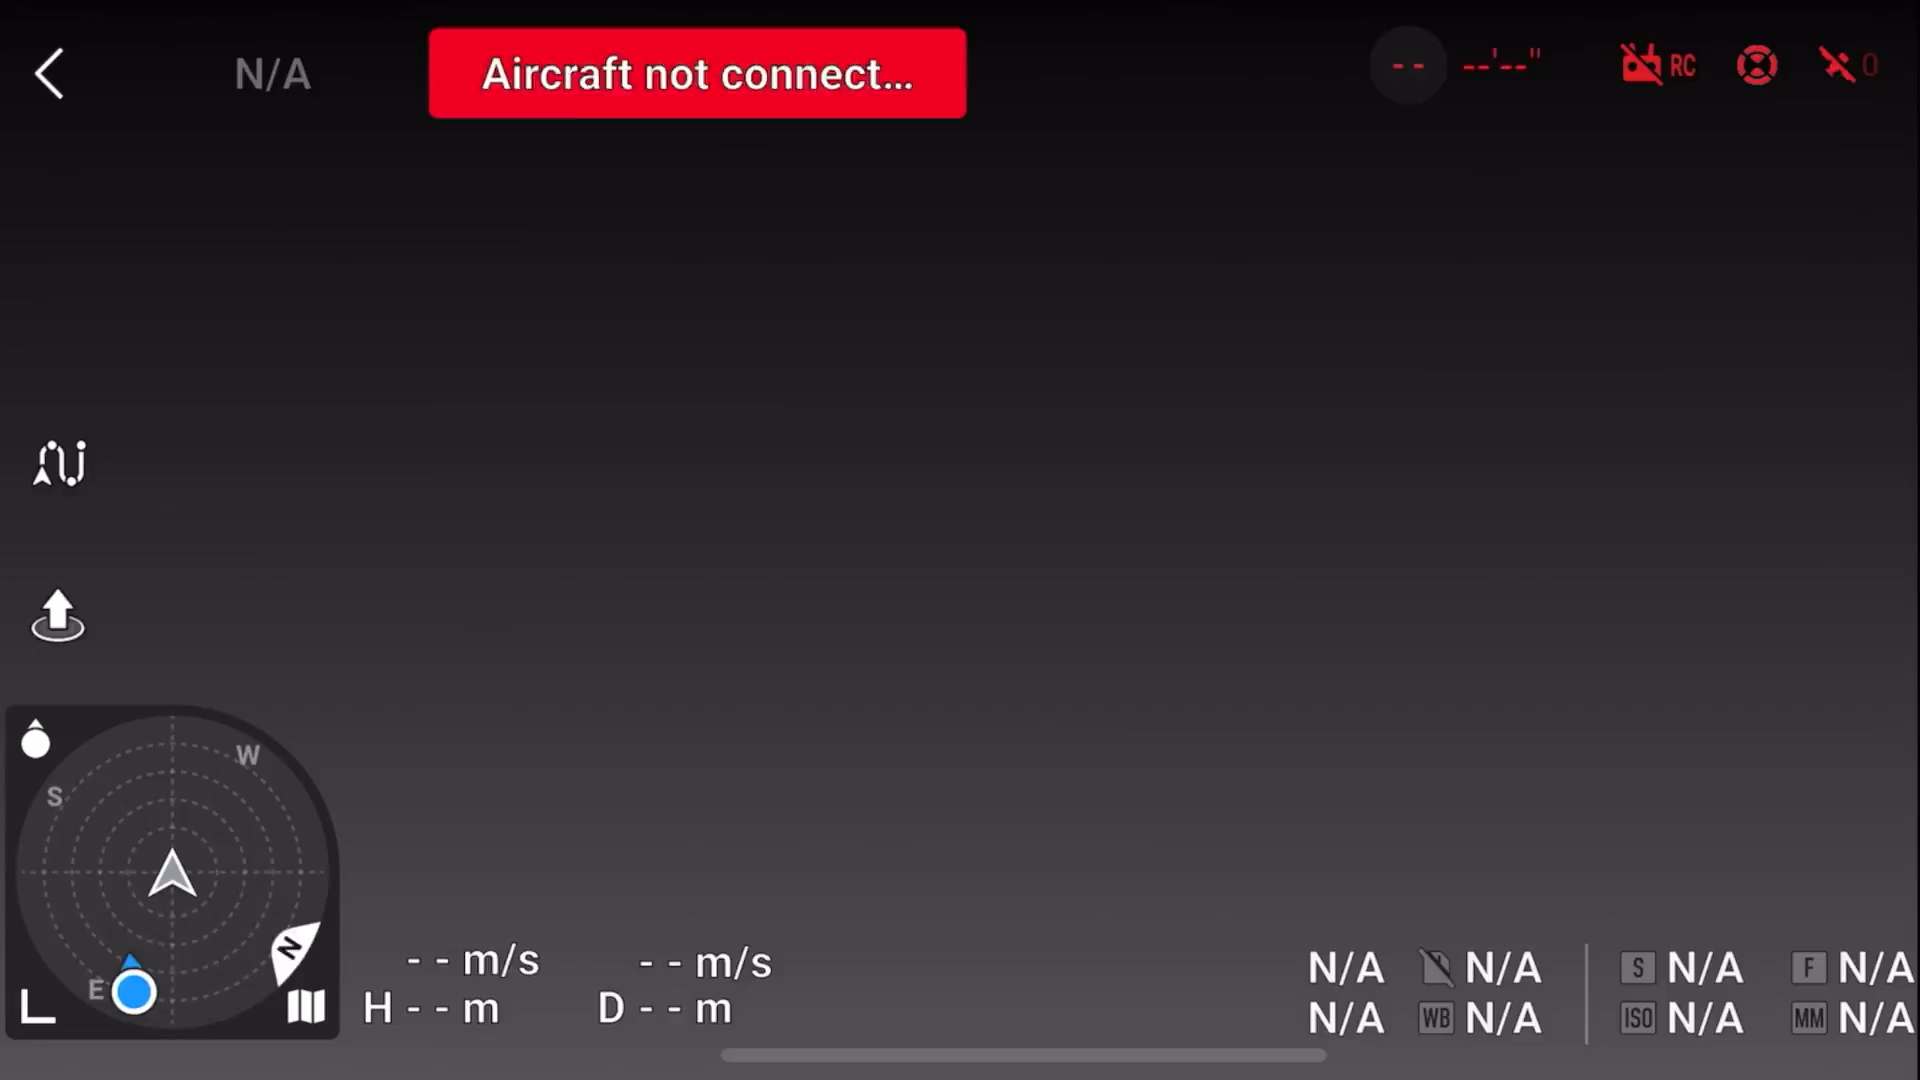 N/A
Aircraft not connect...
- -
--'--"
RC
0
W
S
N
E
- - m/s
- - m/s
H - - m
D - - m
N/A
N/A
S N/A
F N/A
N/A
WB N/A
ISO N/A
MM N/A